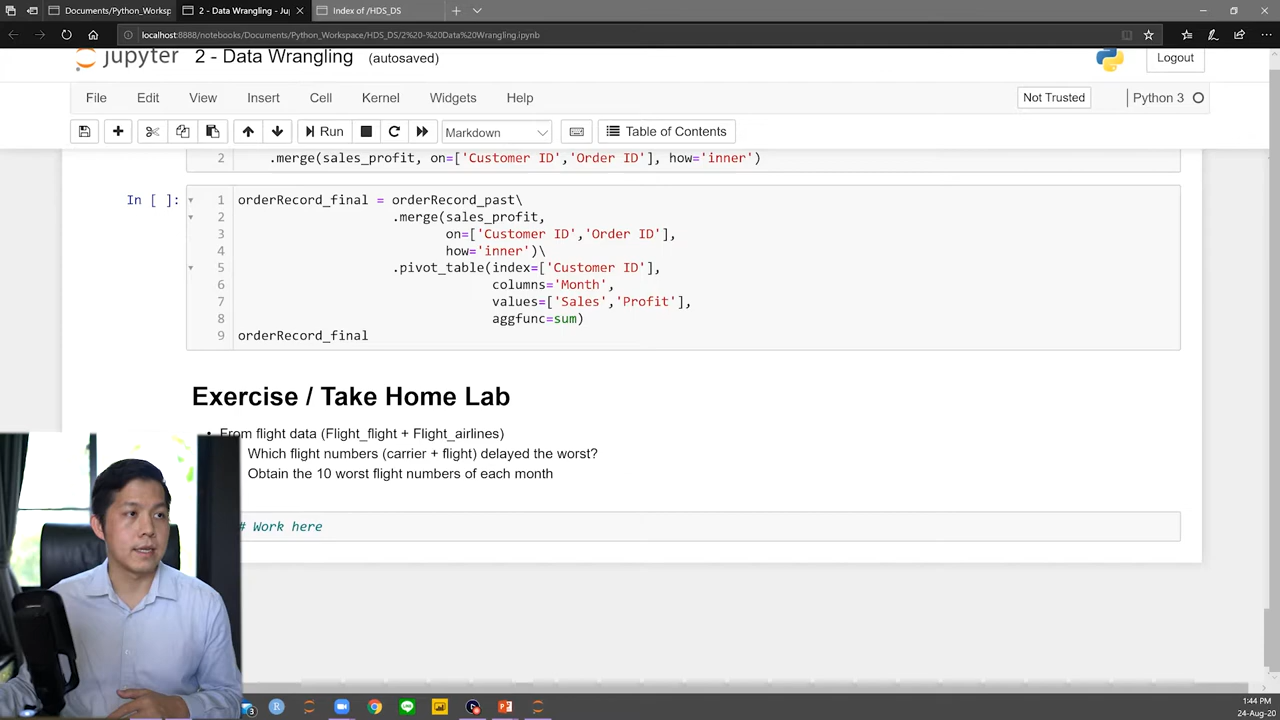 Documents/Python_Worksp
2 - Data Wrangling - Jup
Index of /HDS_DS
localhost:8888/notebooks/Documents/Python_Workspace/HDS_DS/2%20-%20Data%20Wrangling.ipynb
jupyter 2 - Data Wrangling (autosaved)
Logout
File Edit View Insert Cell Kernel Widgets Help
Not Trusted
Python 3
Run
Markdown
Table of Contents
2 .merge(sales_profit, on=['Customer ID','Order ID'], how='inner')
In [ ]:
1 orderRecord_final = orderRecord_past\
2 .merge(sales_profit,
3 on=['Customer ID','Order ID'],
4 how='inner')\
5 .pivot_table(index=['Customer ID'],
6 columns='Month',
7 values=['Sales','Profit'],
8 aggfunc=sum)
9 orderRecord_final
Exercise / Take Home Lab
From flight data (Flight_flight + Flight_airlines)
Which flight numbers (carrier + flight) delayed the worst?
Obtain the 10 worst flight numbers of each month
# Work here
1:44 PM
24-Aug-20